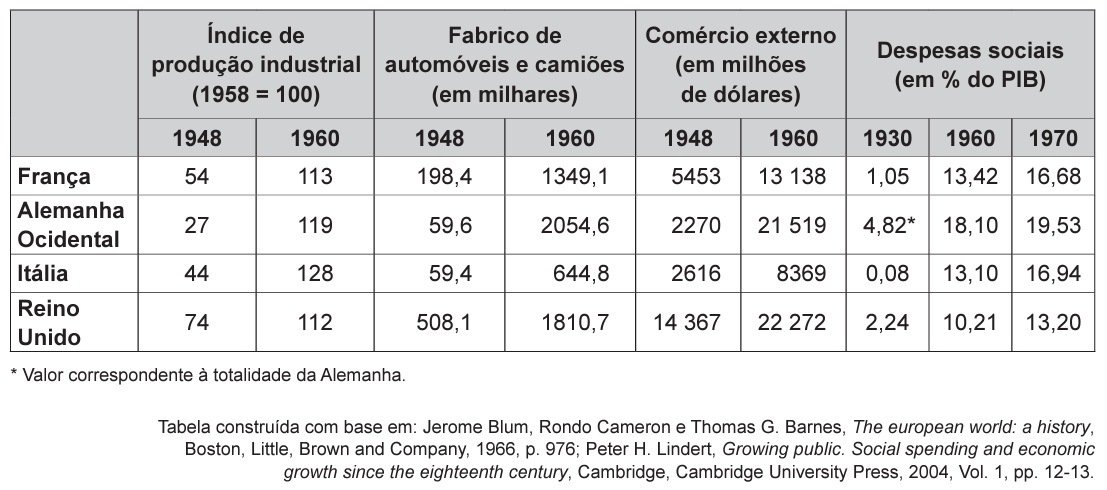 Índice de produção industrial (1958 = 100) Fabrico de automóveis e camiões (em milhares) Comércio externo (em milhões de dólares) Despesas sociais (em % do PIB)
1948 1960 1948 1960 1948 1960 1930 1960 1970
França 54 113 198,4 1349,1 5453 13 138 1,05 13,42 16,68
Alemanha Ocidental 27 119 59,6 2054,6 2270 21 519 4,82* 18,10 19,53
Itália 44 128 59,4 644,8 2616 8369 0,08 13,10 16,94
Reino Unido 74 112 508,1 1810,7 14 367 22 272 2,24 10,21 13,20
* Valor correspondente à totalidade da Alemanha.
Tabela construída com base em: Jerome Blum, Rondo Cameron e Thomas G. Barnes, The european world: a history,
Boston, Little, Brown and Company, 1966, p. 976; Peter H. Lindert, Growing public. Social spending and economic
growth since the eighteenth century, Cambridge, Cambridge University Press, 2004, Vol. 1, pp. 12-13.